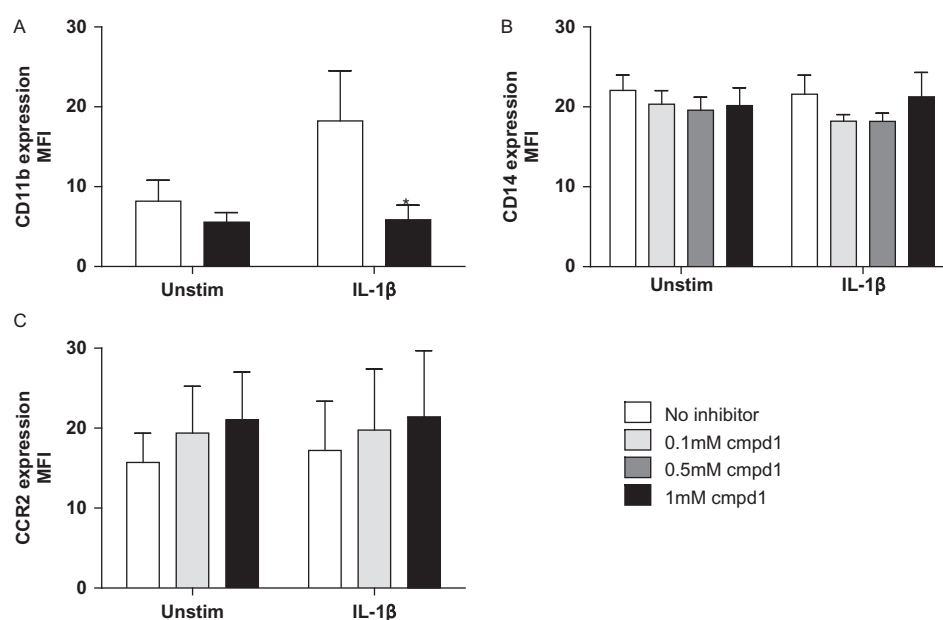 A
30
20
10
0
CD11b expression
MFI
*
Unstim
IL-1β
B
30
20
10
0
CD14 expression
MFI
Unstim
IL-1β
C
30
20
10
0
CCR2 expression
MFI
Unstim
IL-1β
No inhibitor
0.1mM cmpd1
0.5mM cmpd1
1mM cmpd1